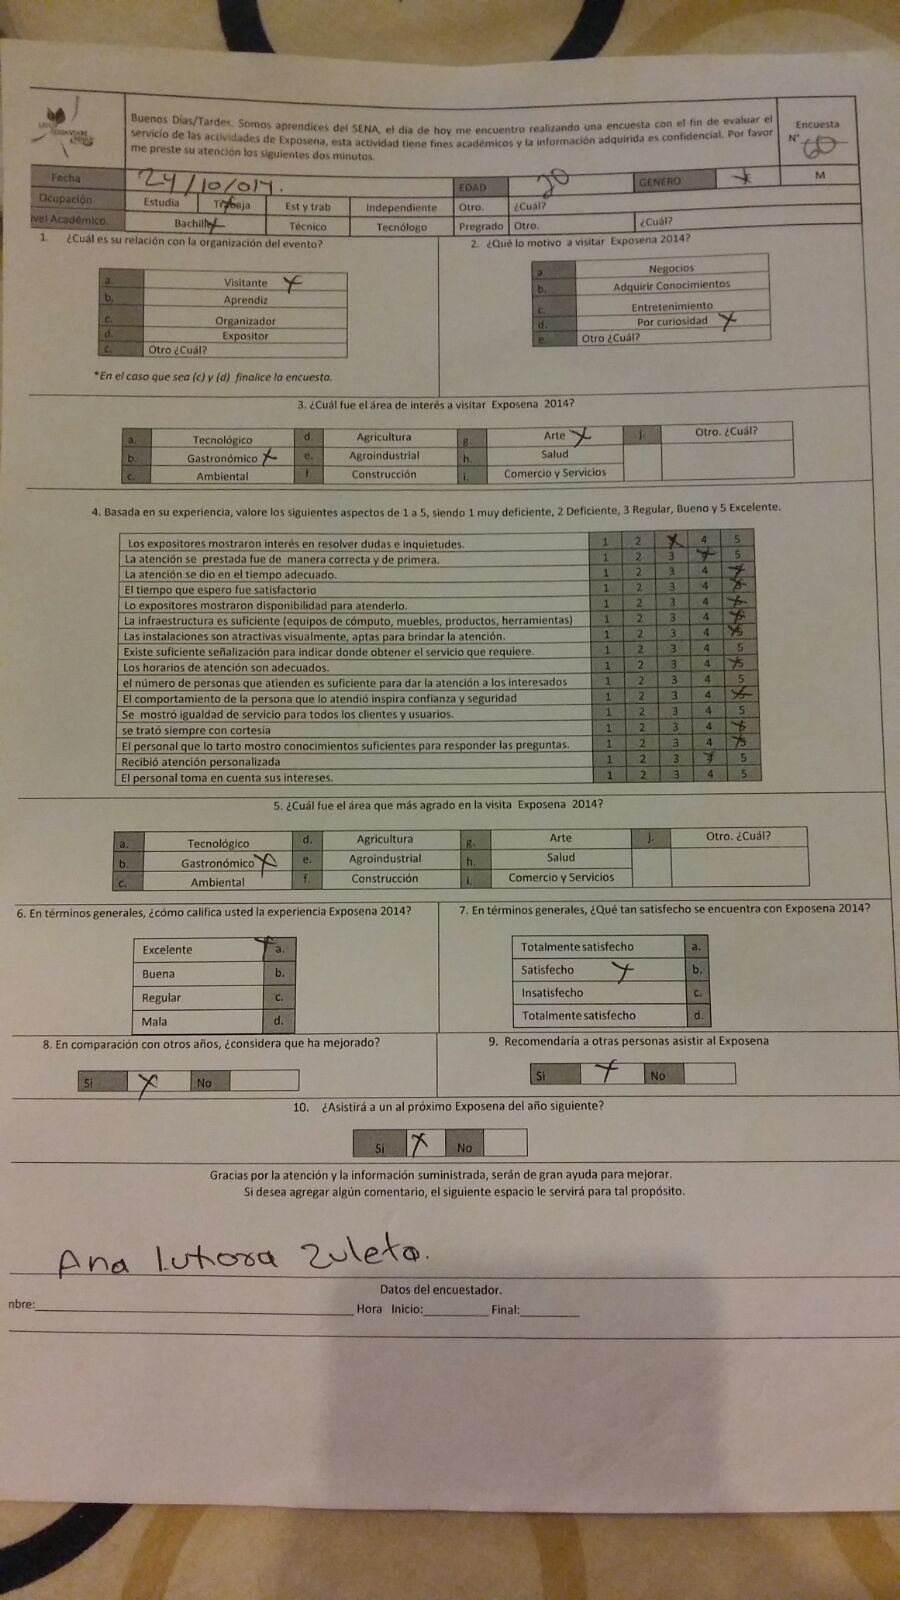 Buenos Días/Tardes, Somos aprendices del SENA, el día de hoy me encuentro realizando una encuesta con el fin de evaluar el
servicio de las actividades de Exposena, esta actividad tiene fines académicos y la información adquirida es confidencial. Por favor
me preste su atención los siguientes dos minutos.
Encuesta
N° 60
Fecha 24/10/014. EDAD 20 GENERO M
Ocupación Estudia Trabaja Est y trab Independiente Otro. ¿Cuál?
ivel Académico. Bachiller Técnico Tecnólogo Pregrado Otro. ¿Cuál?
1. ¿Cuál es su relación con la organización del evento?
a. Visitante X
b. Aprendiz
c. Organizador
d. Expositor
c. Otro ¿Cuál?
*En el caso que sea (c) y (d) finalice la encuesta.
2. ¿Qué lo motivo a visitar Exposena 2014?
a. Negocios
b. Adquirir Conocimientos
c. Entretenimiento
d. Por curiosidad X
e. Otro ¿Cuál?
3. ¿Cuál fue el área de interés a visitar Exposena 2014?
a. Tecnológico d. Agricultura g. Arte X j. Otro. ¿Cuál?
b. Gastronómico X e. Agroindustrial h. Salud
c. Ambiental f. Construcción i. Comercio y Servicios
4. Basada en su experiencia, valore los siguientes aspectos de 1 a 5, siendo 1 muy deficiente, 2 Deficiente, 3 Regular, Bueno y 5 Excelente.
Los expositores mostraron interés en resolver dudas e inquietudes. 1 2 X 4 5
La atención se prestada fue de manera correcta y de primera. 1 2 3 X 5
La atención se dio en el tiempo adecuado. 1 2 3 4 X
El tiempo que espero fue satisfactorio 1 2 3 4 X
Lo expositores mostraron disponibilidad para atenderlo. 1 2 3 4 X
La infraestructura es suficiente (equipos de cómputo, muebles, productos, herramientas) 1 2 3 4 X
Las instalaciones son atractivas visualmente, aptas para brindar la atención. 1 2 3 4 X5
Existe suficiente señalización para indicar donde obtener el servicio que requiere. 1 2 3 4 5
Los horarios de atención son adecuados. 1 2 3 4 X5
el número de personas que atienden es suficiente para dar la atención a los interesados 1 2 3 4 5
El comportamiento de la persona que lo atendió inspira confianza y seguridad 1 2 3 4 X
Se mostró igualdad de servicio para todos los clientes y usuarios. 1 2 3 4 5
se trató siempre con cortesía 1 2 3 4 X
El personal que lo tarto mostro conocimientos suficientes para responder las preguntas. 1 2 3 4 X5
Recibió atención personalizada 1 2 3 X 5
El personal toma en cuenta sus intereses. 1 2 3 4 5
5. ¿Cuál fue el área que más agrado en la visita Exposena 2014?
a. Tecnológico d. Agricultura g. Arte j. Otro. ¿Cuál?
b. Gastronómico X e. Agroindustrial h. Salud
c. Ambiental f. Construcción i. Comercio y Servicios
6. En términos generales, ¿cómo califica usted la experiencia Exposena 2014?
Excelente X a.
Buena b.
Regular c.
Mala d.
7. En términos generales, ¿Qué tan satisfecho se encuentra con Exposena 2014?
Totalmente satisfecho a.
Satisfecho X b.
Insatisfecho c.
Totalmente satisfecho d.
8. En comparación con otros años, ¿considera que ha mejorado?
Si X No
9. Recomendaría a otras personas asistir al Exposena
Si X No
10. ¿Asistirá a un al próximo Exposena del año siguiente?
Si X No
Gracias por la atención y la información suministrada, serán de gran ayuda para mejorar.
Si desea agregar algún comentario, el siguiente espacio le servirá para tal propósito.
Ana Zuleta.
Datos del encuestador.
nbre: Hora Inicio: Final: